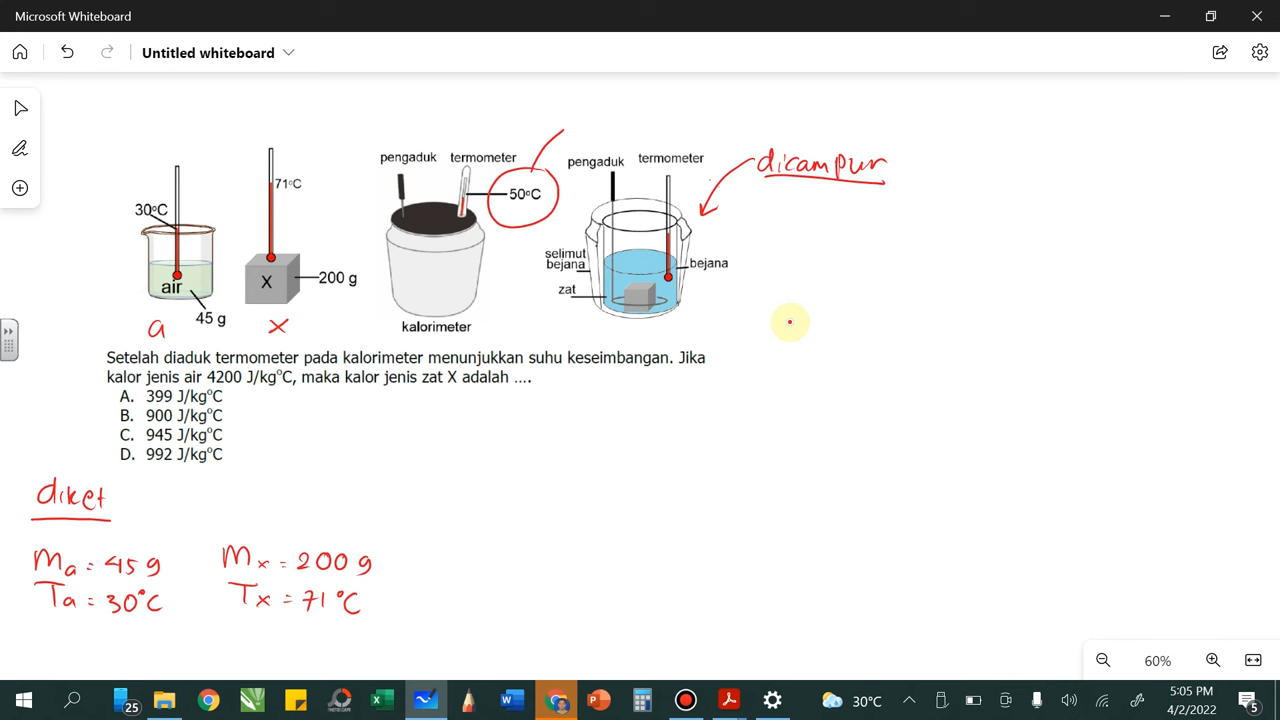 Microsoft Whiteboard
Untitled whiteboard
pengaduk termometer
50°C
pengaduk termometer
dicampur
30°C
71°C
air
X
200 g
45 g
a
x
kalorimeter
selimut bejana
zat
bejana
Setelah diaduk termometer pada kalorimeter menunjukkan suhu keseimbangan. Jika
kalor jenis air 4200 J/kg°C, maka kalor jenis zat X adalah ....
A. 399 J/kg°C
B. 900 J/kg°C
C. 945 J/kg°C
D. 992 J/kg°C
diket
Ma = 45 g Mx = 200 g
Ta = 30°C Tx = 71°C
60%
25
30°C
5:05 PM
4/2/2022
5